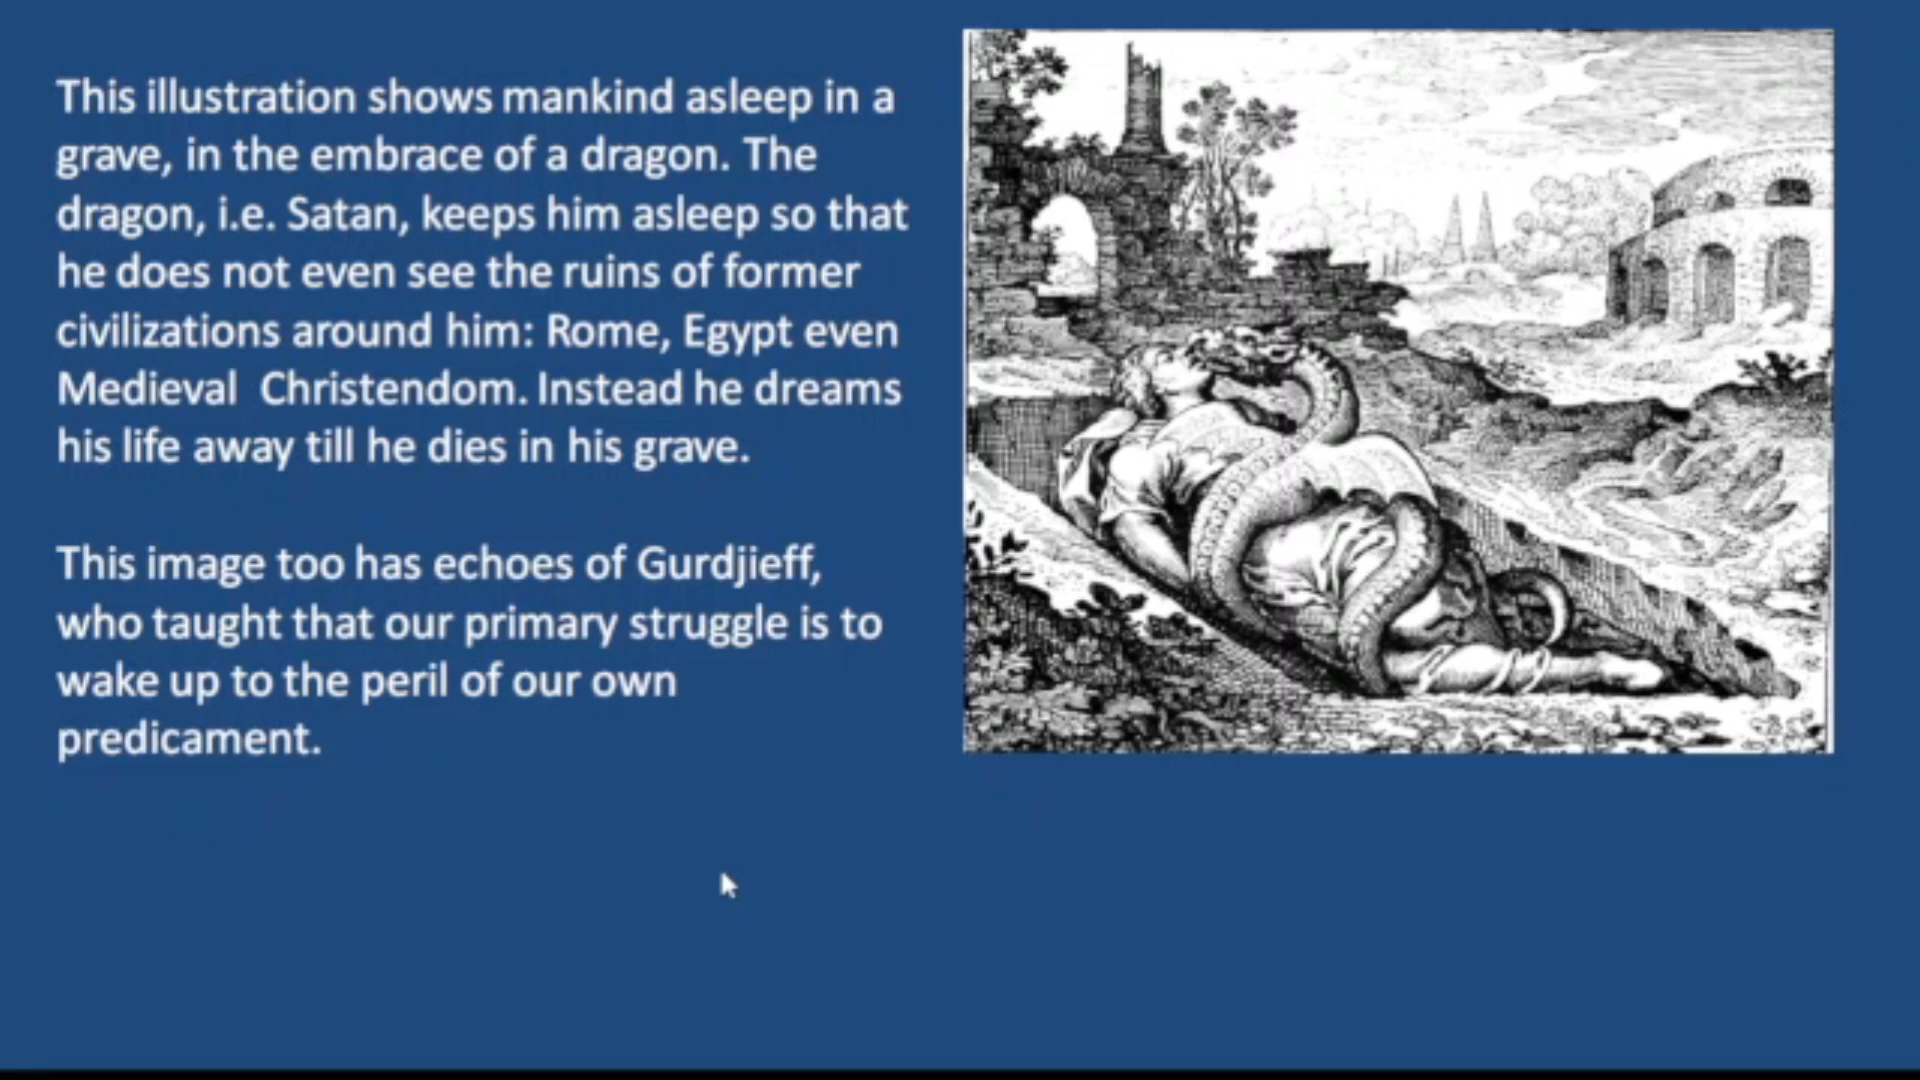 This illustration shows mankind asleep in a
grave, in the embrace of a dragon. The
dragon, i.e. Satan, keeps him asleep so that
he does not even see the ruins of former
civilizations around him: Rome, Egypt even
Medieval  Christendom. Instead he dreams
his life away till he dies in his grave.
This image too has echoes of Gurdjieff,
who taught that our primary struggle is to
wake up to the peril of our own
predicament.